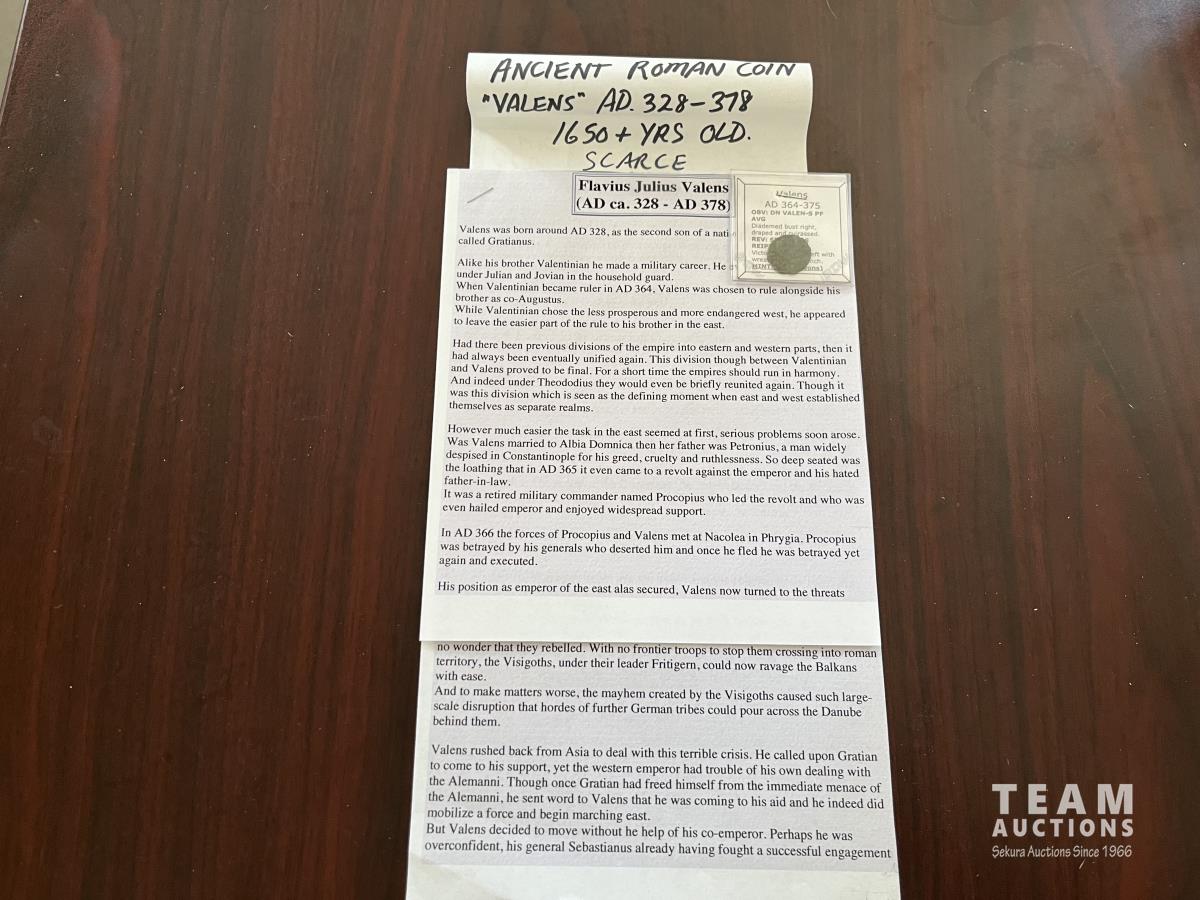 ANCIENT ROMAN COIN
"VALENS" AD. 328-378
1650+ YRS OLD.
SCARCE
Flavius Julius Valens
(AD ca. 328 - AD 378)
Valens
AD 364-375
OBV: DN VALEN-S PF
AVG
Diademed bust right,
draped and cuirassed.
REV:
REIP
Valens was born around AD 328, as the second son of a nati
called Gratianus.
Alike his brother Valentinian he made a military career. He
under Julian and Jovian in the household guard.
When Valentinian became ruler in AD 364, Valens was chosen to rule alongside his
brother as co-Augustus.
While Valentinian chose the less prosperous and more endangered west, he appeared
to leave the easier part of the rule to his brother in the east.
Had there been previous divisions of the empire into eastern and western parts, then it
had always been eventually unified again. This division though between Valentinian
and Valens proved to be final. For a short time the empires should run in harmony.
And indeed under Theododius they would even be briefly reunited again. Though it
was this division which is seen as the defining moment when east and west established
themselves as separate realms.
However much easier the task in the east seemed at first, serious problems soon arose.
Was Valens married to Albia Domnica then her father was Petronius, a man widely
despised in Constantinople for his greed, cruelty and ruthlessness. So deep seated was
the loathing that in AD 365 it even came to a revolt against the emperor and his hated
father-in-law.
It was a retired military commander named Procopius who led the revolt and who was
even hailed emperor and enjoyed widespread support.
In AD 366 the forces of Procopius and Valens met at Nacolea in Phrygia. Procopius
was betrayed by his generals who deserted him and once he fled he was betrayed yet
again and executed.
His position as emperor of the east alas secured, Valens now turned to the threats
no wonder that they rebelled. With no frontier troops to stop them crossing into roman
territory, the Visigoths, under their leader Fritigern, could now ravage the Balkans
with ease.
And to make matters worse, the mayhem created by the Visigoths caused such large-
scale disruption that hordes of further German tribes could pour across the Danube
behind them.
Valens rushed back from Asia to deal with this terrible crisis. He called upon Gratian
to come to his support, yet the western emperor had trouble of his own dealing with
the Alemanni. Though once Gratian had freed himself from the immediate menace of
the Alemanni, he sent word to Valens that he was coming to his aid and he indeed did
mobilize a force and begin marching east.
But Valens decided to move without he help of his co-emperor. Perhaps he was
overconfident, his general Sebastianus already having fought a successful engagement
TEAM
AUCTIONS
Sekura Auctions Since 1966